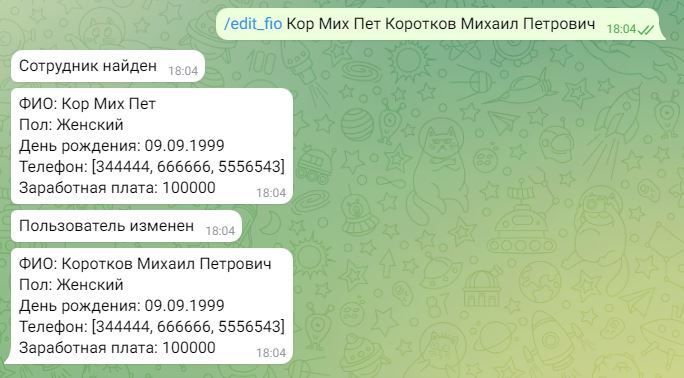 /edit_fio Кор Мих Пет Коротков Михаил Петрович 18:04
Сотрудник найден 18:04
ФИО: Кор Мих Пет
Пол: Женский
День рождения: 09.09.1999
Телефон: [344444, 666666, 5556543]
Заработная плата: 100000 18:04
Пользователь изменен 18:04
ФИО: Коротков Михаил Петрович
Пол: Женский
День рождения: 09.09.1999
Телефон: [344444, 666666, 5556543]
Заработная плата: 100000 18:04